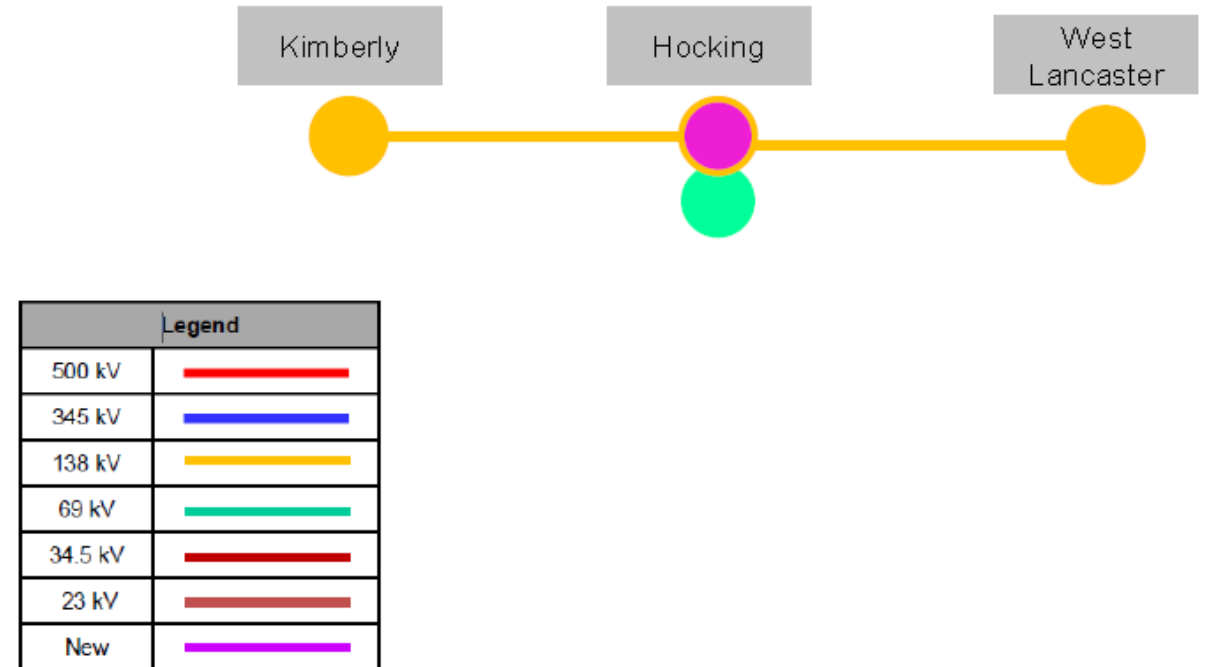 Kimberly
Hocking
West
Lancaster
Legend
500 kV
345 kV
138 kV
69 kV
34.5 kV
23 kV
New